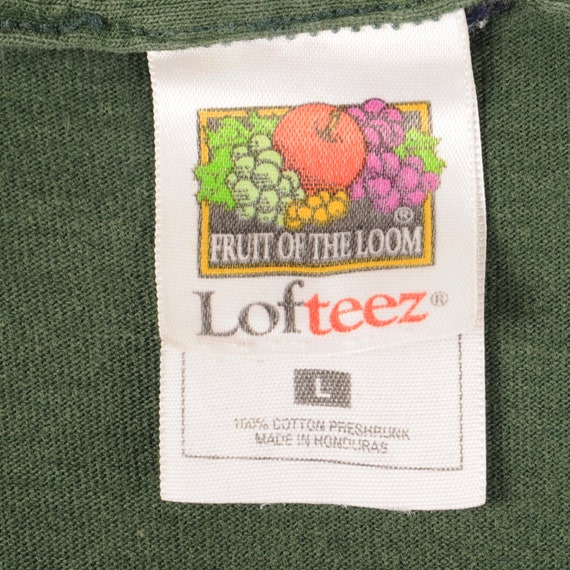 ®
FRUIT OF THE LOOM
Lofteez®
L
100% COTTON PRESHRUNK
MADE IN HONDURAS